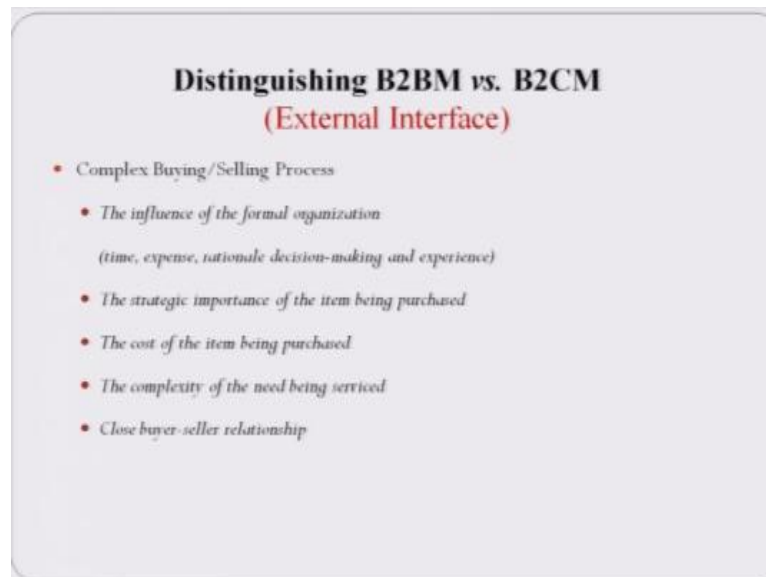 Distinguishing B2BM vs. B2CM
(External Interface)
• Complex Buying/Selling Process
• The influence of the formal organization
(time, expense, rationale decision-making and experience)
• The strategic importance of the item being purchased
• The cost of the item being purchased
• The complexity of the need being serviced
• Close buyer-seller relationship